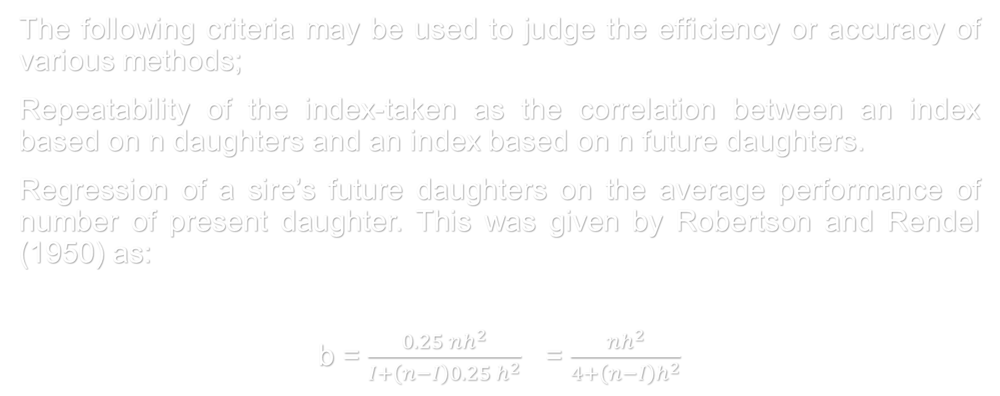 The following criteria may be used to judge the efficiency or accuracy of
various methods;
Repeatability of the index-taken as the correlation between an index
based on n daughters and an index based on n future daughters.
Regression of a sire’s future daughters on the average performance of
number of present daughter. This was given by Robertson and Rendel
(1950) as:
b = \frac{0.25 nh^2}{I+(n-I)0.25 h^2} = \frac{nh^2}{4+(n-I)h^2}